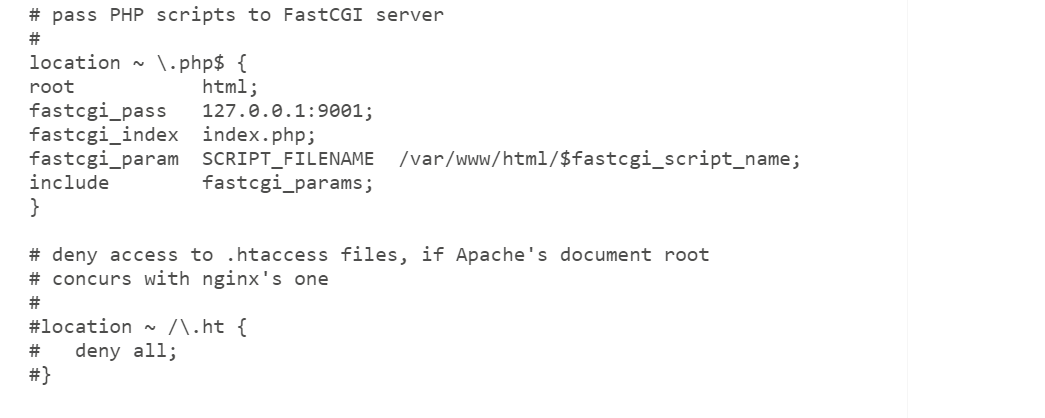 # pass PHP scripts to FastCGI server
#
location ~ \.php$ {
root           html;
fastcgi_pass   127.0.0.1:9001;
fastcgi_index  index.php;
fastcgi_param  SCRIPT_FILENAME  /var/www/html/$fastcgi_script_name;
include        fastcgi_params;
}

# deny access to .htaccess files, if Apache's document root
# concurs with nginx's one
#
#location ~ /\.ht {
#   deny all;
#}